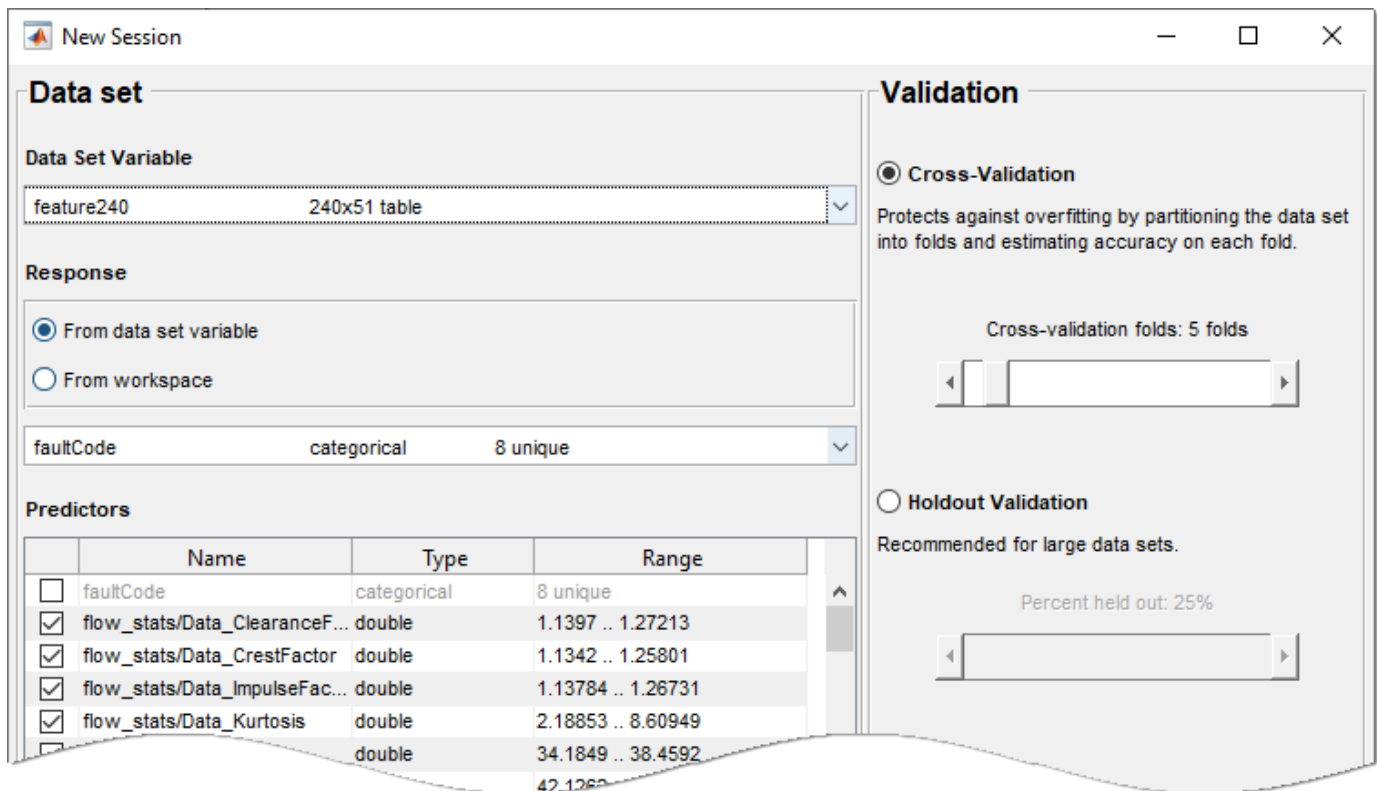 New Session
Data set
Data Set Variable
feature240 240x51 table
Response
From data set variable
From workspace
faultCode categorical 8 unique
Predictors
Name Type Range
faultCode categorical 8 unique
flow_stats/Data_ClearanceF... double 1.1397 .. 1.27213
flow_stats/Data_CrestFactor double 1.1342 .. 1.25801
flow_stats/Data_ImpulseFac... double 1.13784 .. 1.26731
flow_stats/Data_Kurtosis double 2.18853 .. 8.60949
double 34.1849 .. 38.4592
Validation
Cross-Validation
Protects against overfitting by partitioning the data set
into folds and estimating accuracy on each fold.
Cross-validation folds: 5 folds
Holdout Validation
Recommended for large data sets.
Percent held out: 25%